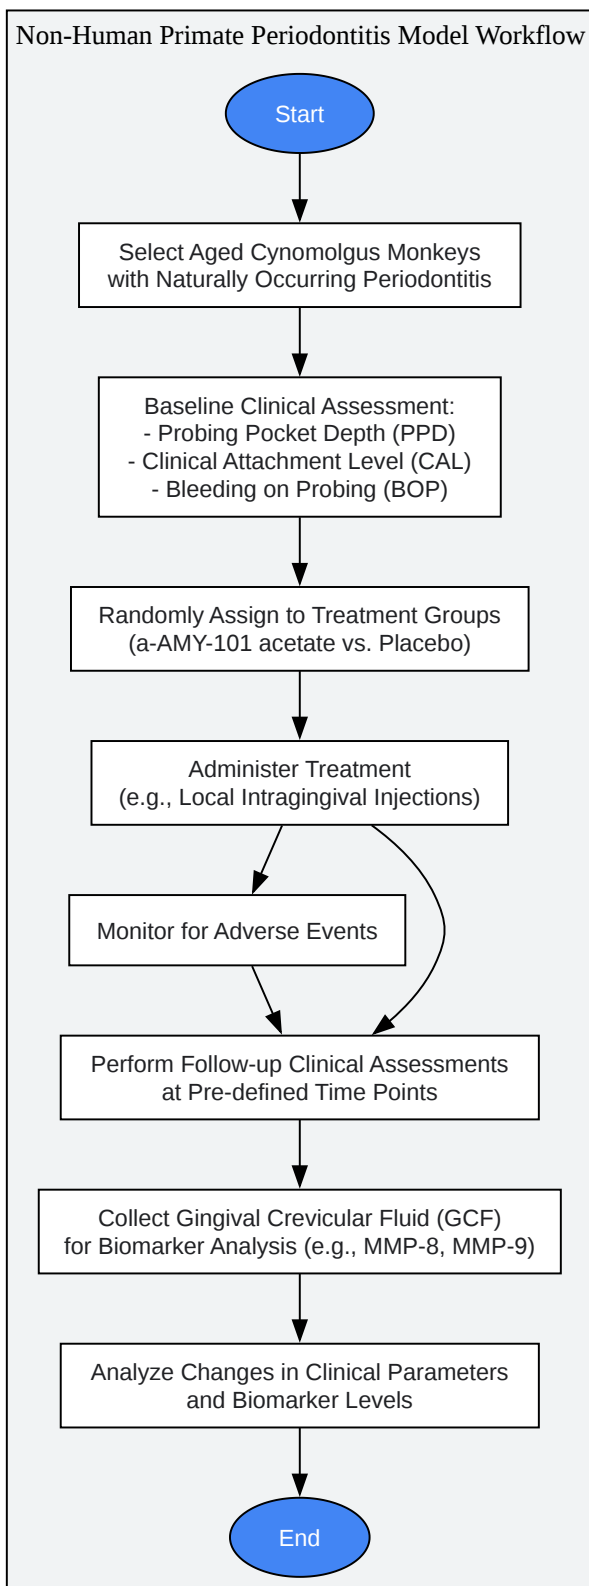 Non-Human Primate Periodontitis Model Workflow
Start
Select Aged Cynomolgus Monkeys
with Naturally Occurring Periodontitis
Baseline Clinical Assessment:
- Probing Pocket Depth (PPD)
- Clinical Attachment Level (CAL)
- Bleeding on Probing (BOP)
Randomly Assign to Treatment Groups
(a-AMY-101 acetate vs. Placebo)
Administer Treatment
(e.g., Local Intragingival Injections)
Monitor for Adverse Events
Perform Follow-up Clinical Assessments
at Pre-defined Time Points
Collect Gingival Crevicular Fluid (GCF)
for Biomarker Analysis (e.g., MMP-8, MMP-9)
Analyze Changes in Clinical Parameters
and Biomarker Levels
End